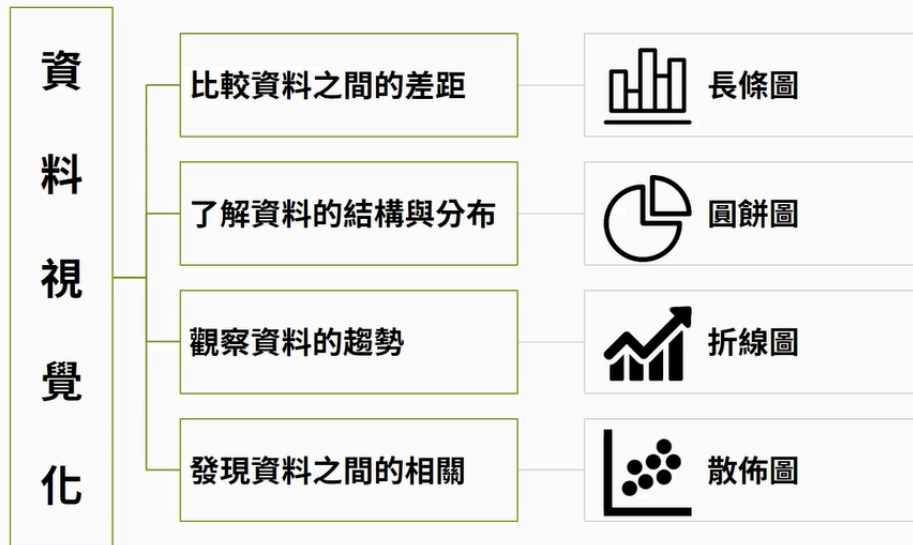 資料視覺化
比較資料之間的差距
長條圖
了解資料的結構與分布
圓餅圖
觀察資料的趨勢
折線圖
發現資料之間的相關
散佈圖